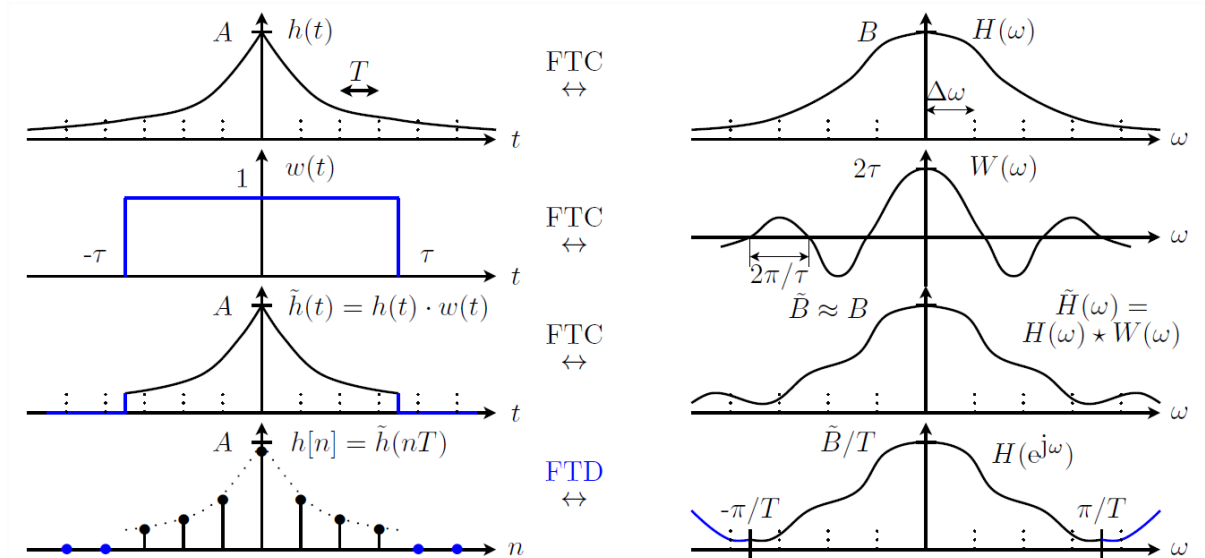 A h(t) FTC B H(ω)
T ↔ Δω
t ω
1 w(t) FTC 2τ W(ω)
-τ τ ↔ ω
t 2π/τ
A h̃(t) = h(t) · w(t) FTC B̃ ≈ B H̃(ω) =
↔ H(ω) ⋆ W(ω)
t ω
A h[n] = h̃(nT) FTD B̃/T H(e^{jω})
↔ -π/T π/T
n ω